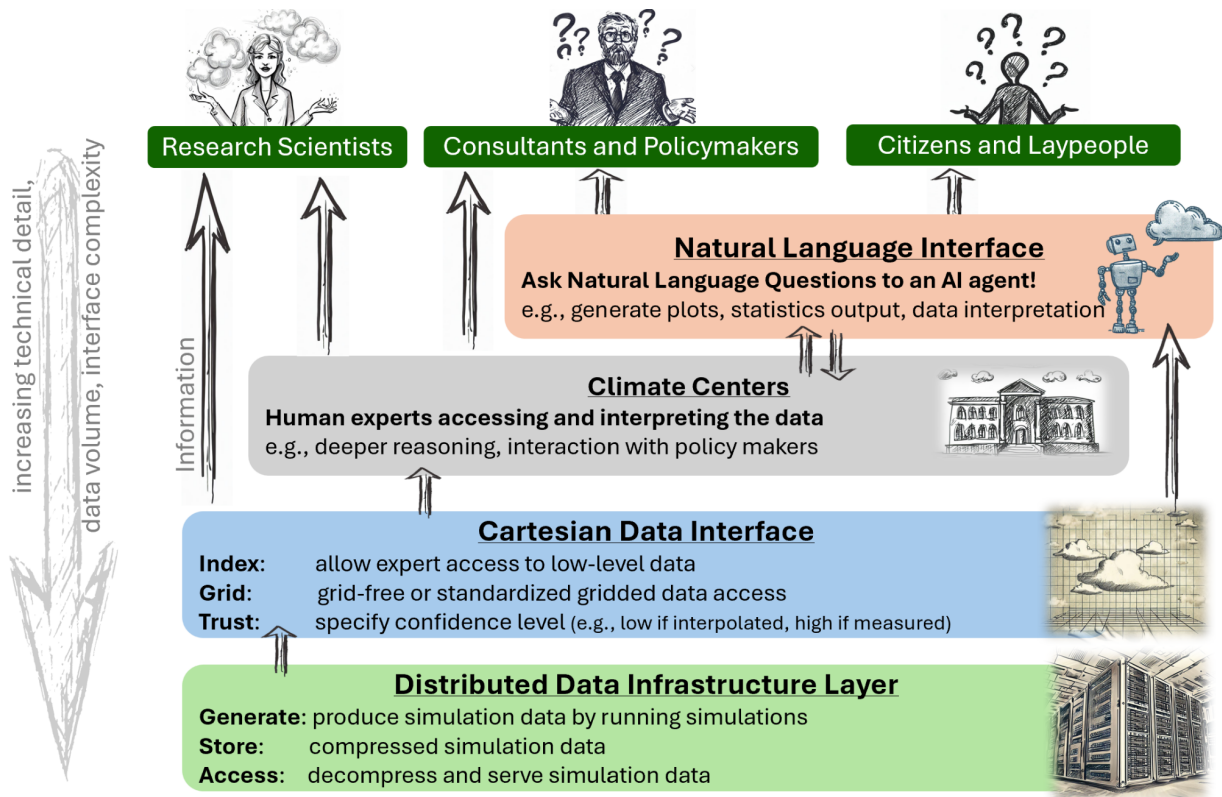 ? ? ? ? ? ?
? ? ? ? ?
Research Scientists
Consultants and Policymakers
Citizens and Laypeople
increasing technical detail,
data volume, interface complexity
Information
Natural Language Interface
Ask Natural Language Questions to an AI agent!
e.g., generate plots, statistics output, data interpretation
Climate Centers
Human experts accessing and interpreting the data
e.g., deeper reasoning, interaction with policy makers
Cartesian Data Interface
Index: allow expert access to low-level data
Grid: grid-free or standardized gridded data access
Trust: specify confidence level (e.g., low if interpolated, high if measured)
Distributed Data Infrastructure Layer
Generate: produce simulation data by running simulations
Store: compressed simulation data
Access: decompress and serve simulation data